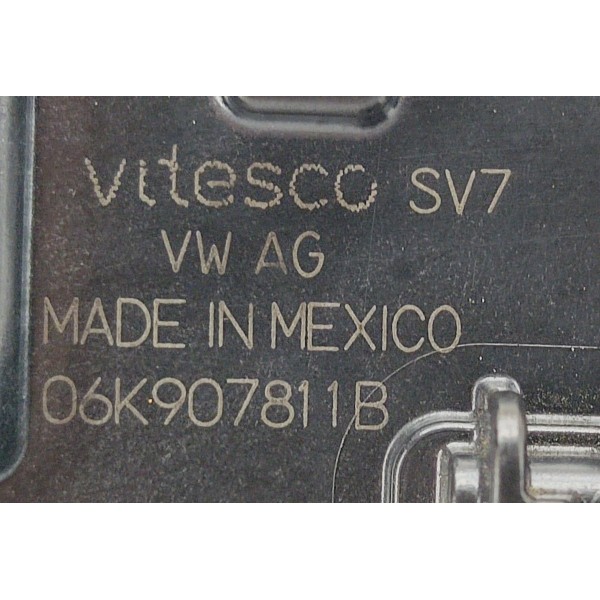 vitesco SV7
VW AG
MADE IN MEXICO
06K907811B